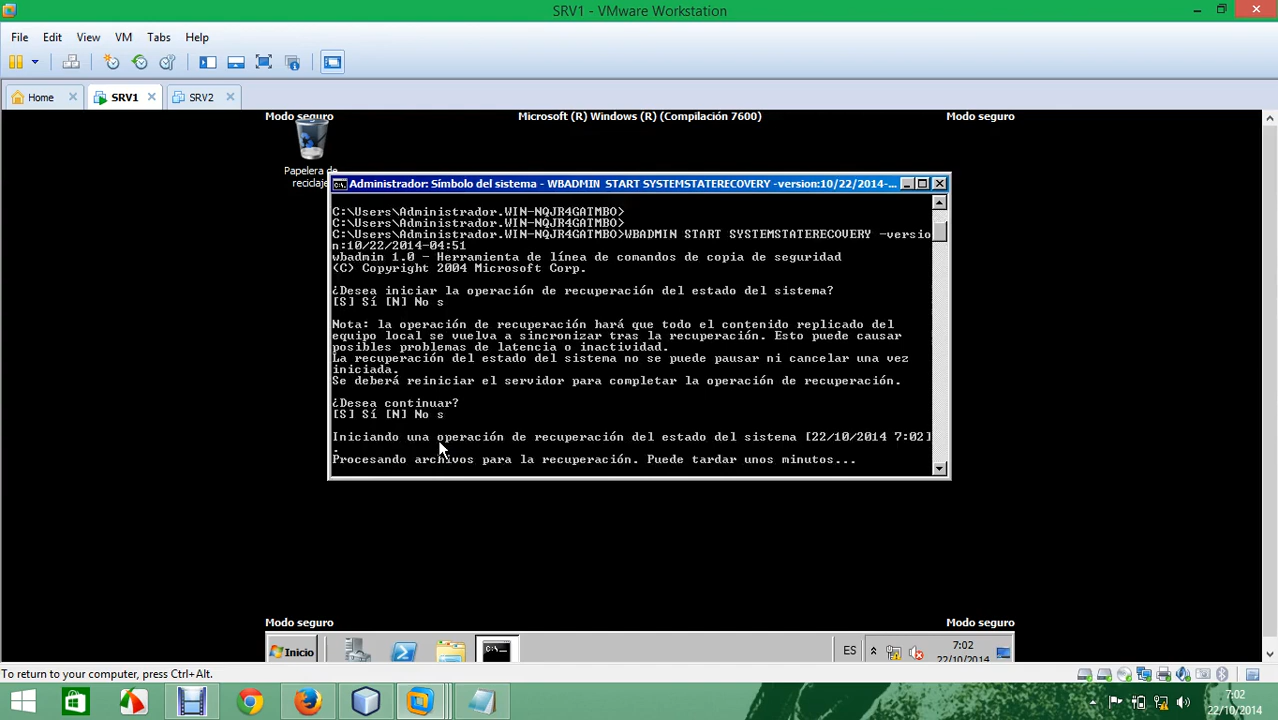 SRV1 - VMware Workstation
File Edit View VM Tabs Help
Home SRV1 SRV2
Modo seguro Microsoft (R) Windows (R) (Compilación 7600) Modo seguro
Papelera de
reciclaje
Administrador: Símbolo del sistema - WBADMIN START SYSTEMSTATERECOVERY -version:10/22/2014-...
C:\Users\Administrador.WIN-NQJR4GATMBO>
C:\Users\Administrador.WIN-NQJR4GATMBO>
C:\Users\Administrador.WIN-NQJR4GATMBO>WBADMIN START SYSTEMSTATERECOVERY -versio
n:10/22/2014-04:51
wbadmin 1.0 - Herramienta de línea de comandos de copia de seguridad
(C) Copyright 2004 Microsoft Corp.
¿Desea iniciar la operación de recuperación del estado del sistema?
[S] Sí [N] No s
Nota: la operación de recuperación hará que todo el contenido replicado del
equipo local se vuelva a sincronizar tras la recuperación. Esto puede causar
posibles problemas de latencia o inactividad.
La recuperación del estado del sistema no se puede pausar ni cancelar una vez
iniciada.
Se deberá reiniciar el servidor para completar la operación de recuperación.
¿Desea continuar?
[S] Sí [N] No s
Iniciando una operación de recuperación del estado del sistema [22/10/2014 7:02]
.
Procesando archivos para la recuperación. Puede tardar unos minutos...
Modo seguro Modo seguro
Inicio ES 7:02
22/10/2014
To return to your computer, press Ctrl+Alt.
7:02
22/10/2014